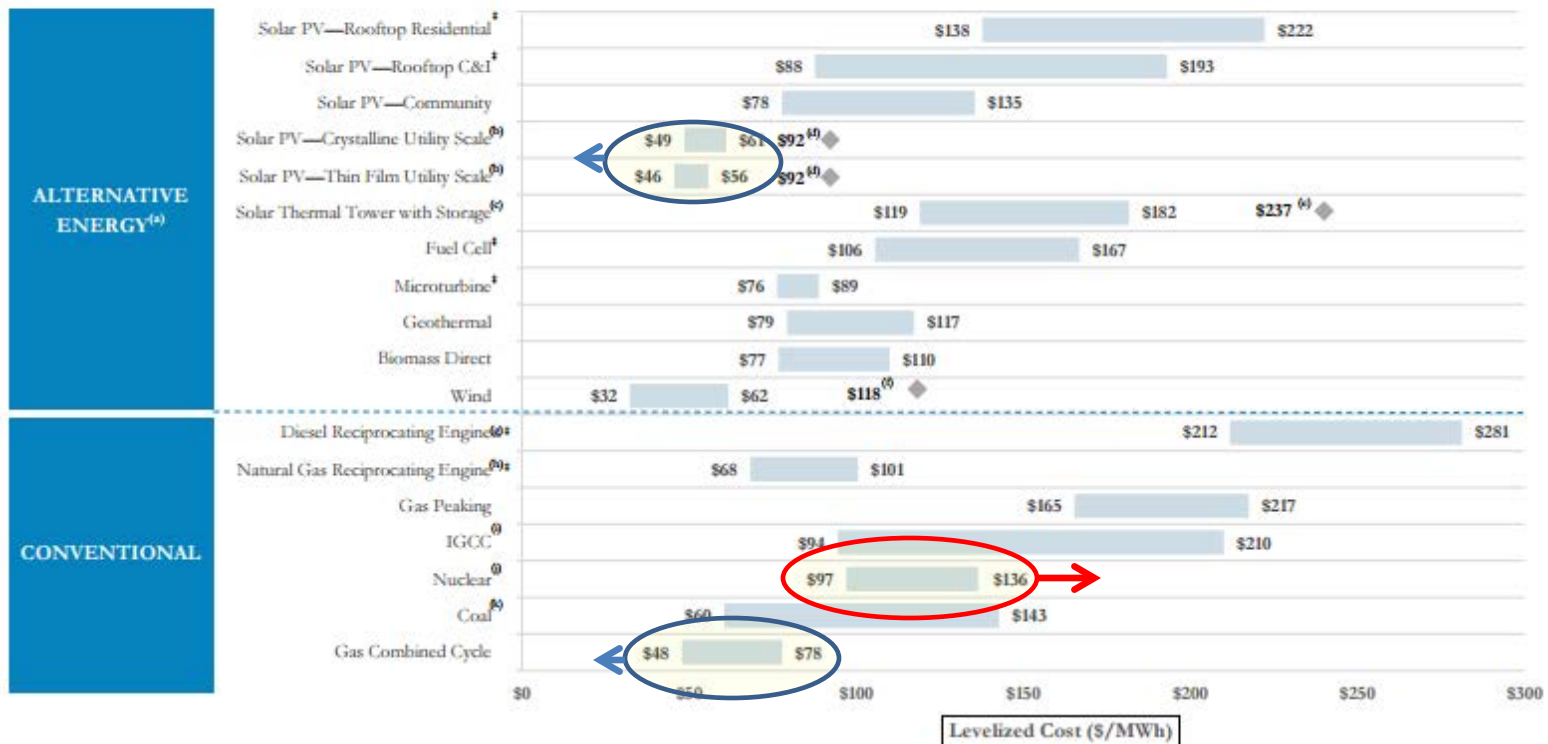 Solar PV—Rooftop Residential‡ $138 $222
Solar PV—Rooftop C&I‡ $88 $193
Solar PV—Community $78 $135
Solar PV—Crystalline Utility Scale(b) $49 $61 $92(d)
Solar PV—Thin Film Utility Scale(b) $46 $56 $92(d)
ALTERNATIVE
ENERGY(a)
Solar Thermal Tower with Storage(c) $119 $182 $237(e)
Fuel Cell‡ $106 $167
Microturbine‡ $76 $89
Geothermal $79 $117
Biomass Direct $77 $110
Wind $32 $62 $118(f)
Diesel Reciprocating Engine(g)‡ $212 $281
Natural Gas Reciprocating Engine(h)‡ $68 $101
Gas Peaking $165 $217
CONVENTIONAL
IGCC(i) $94 $210
Nuclear(j) $97 $136
Coal(k) $60 $143
Gas Combined Cycle $48 $78
$0 $50 $100 $150 $200 $250 $300
Levelized Cost ($/MWh)